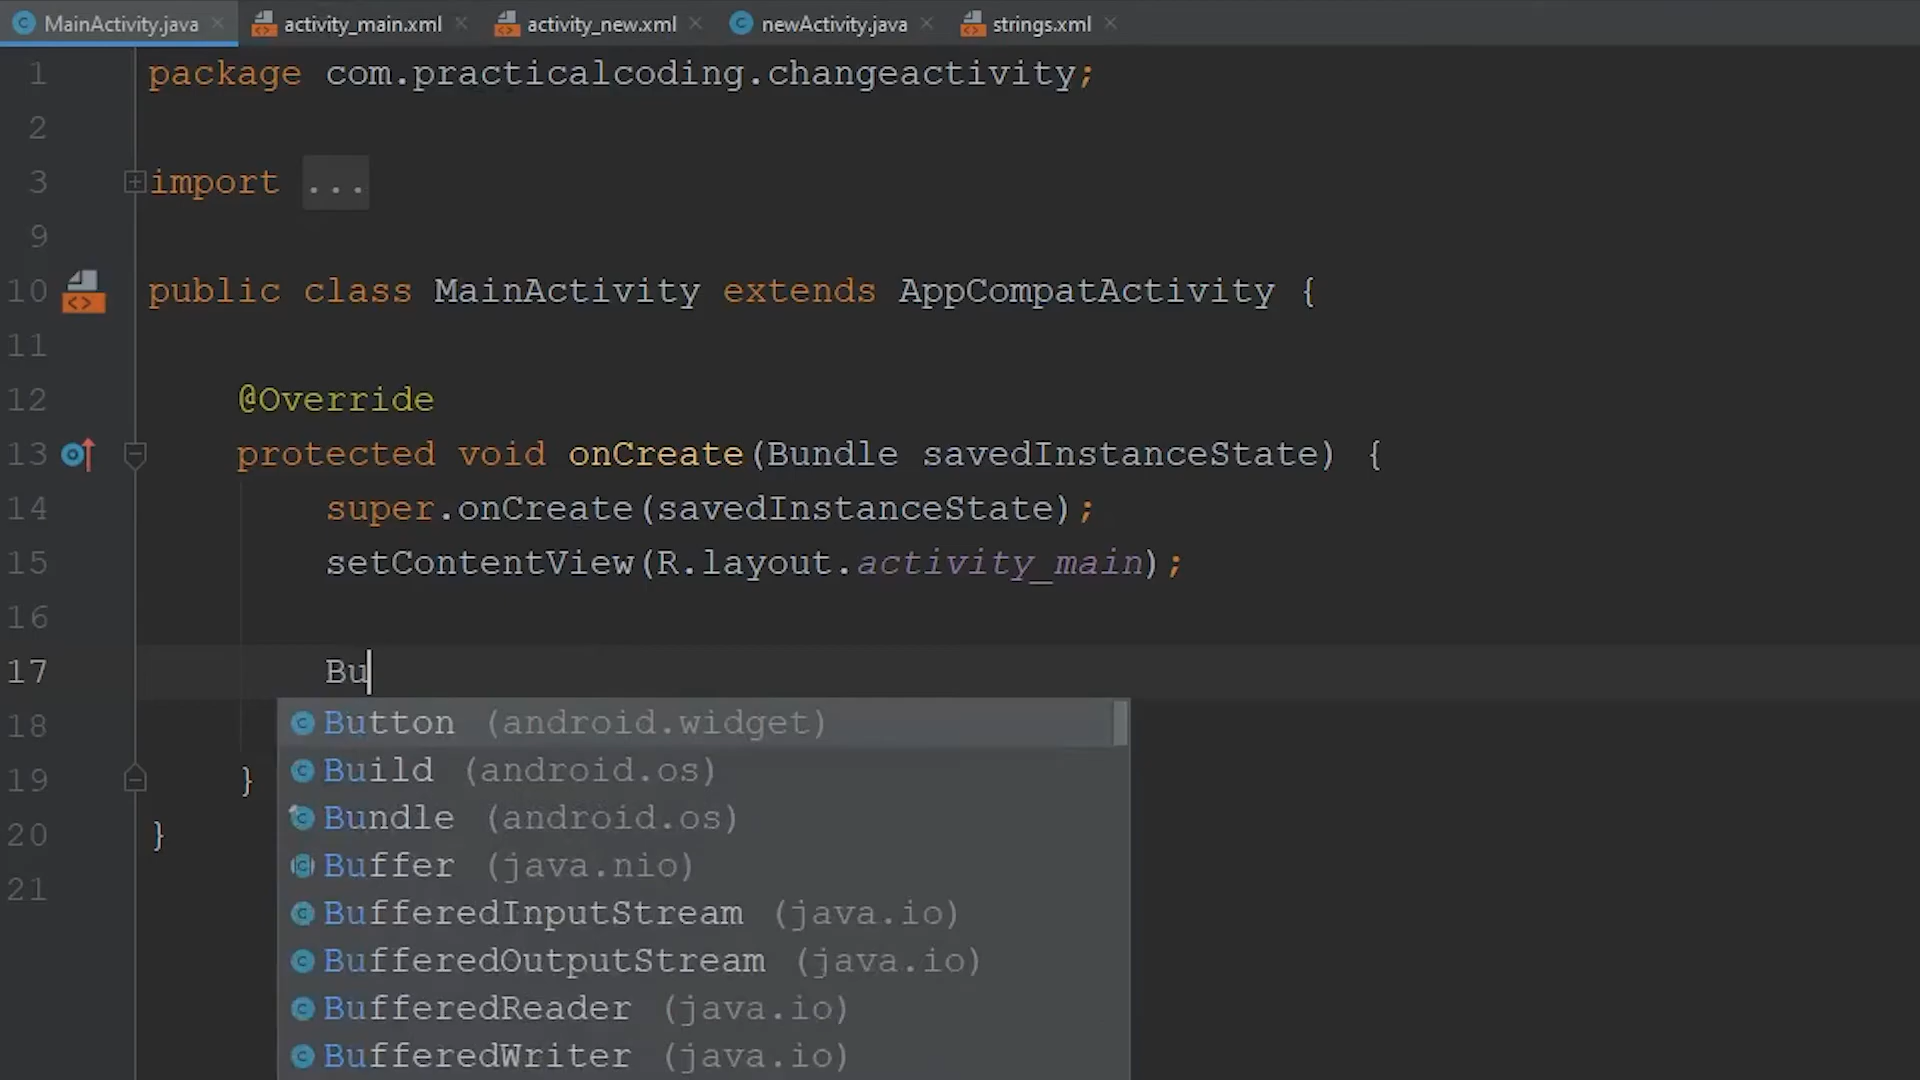 MainActivity.java activity_main.xml activity_new.xml newActivity.java strings.xml
1 package com.practicalcoding.changeactivity;
2
3 import ...
9
10 public class MainActivity extends AppCompatActivity {
11
12 @Override
13 protected void onCreate(Bundle savedInstanceState) {
14 super.onCreate(savedInstanceState);
15 setContentView(R.layout.activity_main);
16
17 Bu
18 Button (android.widget)
Build (android.os)
19 }
Bundle (android.os)
20 }
Buffer (java.nio)
21
BufferedInputStream (java.io)
BufferedOutputStream (java.io)
BufferedReader (java.io)
BufferedWriter (java.io)